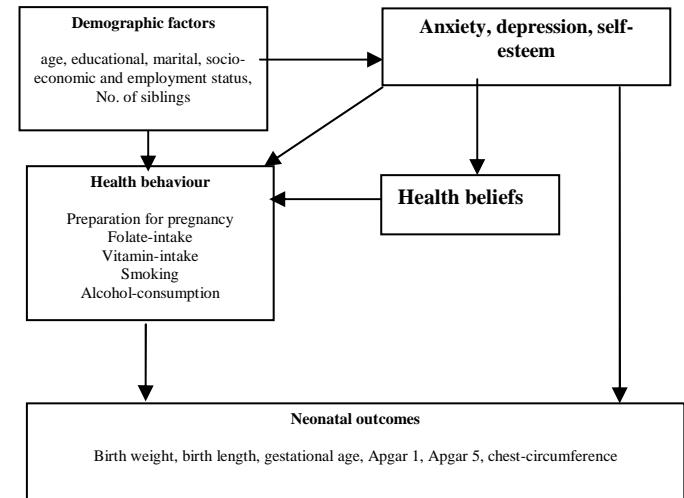 Demographic factors
age, educational, marital, socio-
economic and employment status,
No. of siblings
Anxiety, depression, self-
esteem
Health behaviour
Preparation for pregnancy
Folate-intake
Vitamin-intake
Smoking
Alcohol-consumption
Health beliefs
Neonatal outcomes
Birth weight, birth length, gestational age, Apgar 1, Apgar 5, chest-circumference